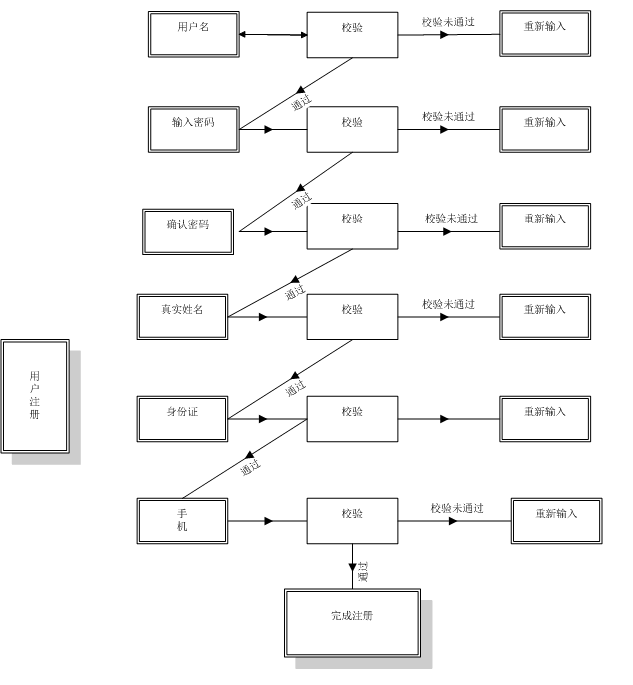 用户名
校验
校验未通过
重新输入
通过
输入密码
校验
校验未通过
重新输入
通过
确认密码
校验
校验未通过
重新输入
通过
真实姓名
校验
校验未通过
重新输入
通过
用
户
注
册
身份证
校验
重新输入
通过
手
机
校验
校验未通过
重新输入
通过
完成注册